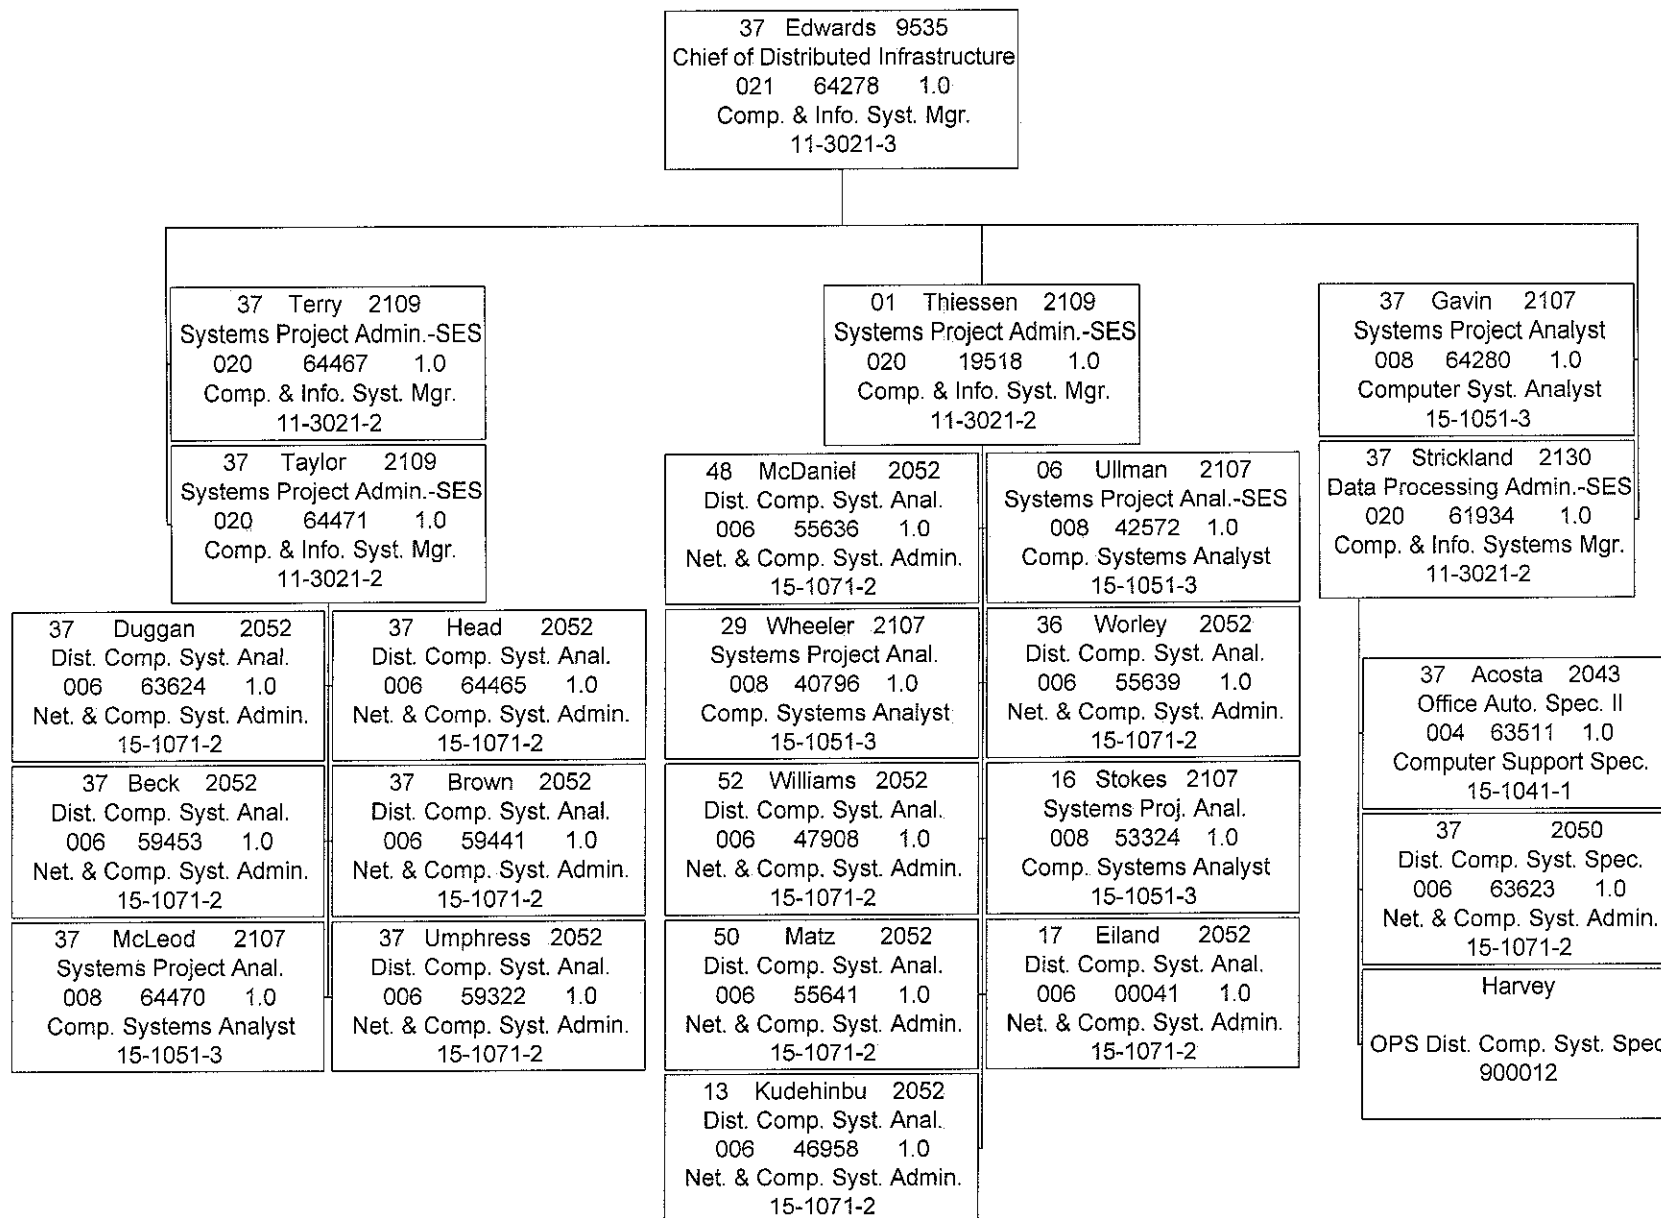 37 Edwards 9535
Chief of Distributed Infrastructure
021 64278 1.0
Comp. & Info. Syst. Mgr.
11-3021-3
37 Terry 2109
Systems Project Admin.-SES
020 64467 1.0
Comp. & Info. Syst. Mgr.
11-3021-2
37 Taylor 2109
Systems Project Admin.-SES
020 64471 1.0
Comp. & Info. Syst. Mgr.
11-3021-2
37 Duggan 2052
Dist. Comp. Syst. Anal.
006 63624 1.0
Net. & Comp. Syst. Admin.
15-1071-2
37 Head 2052
Dist. Comp. Syst. Anal.
006 64465 1.0
Net. & Comp. Syst. Admin.
15-1071-2
37 Beck 2052
Dist. Comp. Syst. Anal.
006 59453 1.0
Net. & Comp. Syst. Admin.
15-1071-2
37 Brown 2052
Dist. Comp. Syst. Anal.
006 59441 1.0
Net. & Comp. Syst. Admin.
15-1071-2
37 McLeod 2107
Systems Project Anal.
008 64470 1.0
Comp. Systems Analyst
15-1051-3
37 Umphress 2052
Dist. Comp. Syst. Anal.
006 59322 1.0
Net. & Comp. Syst. Admin.
15-1071-2
01 Thiessen 2109
Systems Project Admin.-SES
020 19518 1.0
Comp. & Info. Syst. Mgr.
11-3021-2
48 McDaniel 2052
Dist. Comp. Syst. Anal.
006 55636 1.0
Net. & Comp. Syst. Admin.
15-1071-2
06 Ullman 2107
Systems Project Anal.-SES
008 42572 1.0
Comp. Systems Analyst
15-1051-3
29 Wheeler 2107
Systems Project Anal.
008 40796 1.0
Comp. Systems Analyst
15-1051-3
36 Worley 2052
Dist. Comp. Syst. Anal.
006 55639 1.0
Net. & Comp. Syst. Admin.
15-1071-2
52 Williams 2052
Dist. Comp. Syst. Anal.
006 47908 1.0
Net. & Comp. Syst. Admin.
15-1071-2
16 Stokes 2107
Systems Proj. Anal.
008 53324 1.0
Comp. Systems Analyst
15-1051-3
50 Matz 2052
Dist. Comp. Syst. Anal.
006 55641 1.0
Net. & Comp. Syst. Admin.
15-1071-2
17 Eiland 2052
Dist. Comp. Syst. Anal.
006 00041 1.0
Net. & Comp. Syst. Admin.
15-1071-2
13 Kudehinbu 2052
Dist. Comp. Syst. Anal.
006 46958 1.0
Net. & Comp. Syst. Admin.
15-1071-2
37 Gavin 2107
Systems Project Analyst
008 64280 1.0
Computer Syst. Analyst
15-1051-3
37 Strickland 2130
Data Processing Admin.-SES
020 61934 1.0
Comp. & Info. Systems Mgr.
11-3021-2
37 Acosta 2043
Office Auto. Spec. II
004 63511 1.0
Computer Support Spec.
15-1041-1
37 2050
Dist. Comp. Syst. Spec.
006 63623 1.0
Net. & Comp. Syst. Admin.
15-1071-2
Harvey
OPS Dist. Comp. Syst. Spec
900012